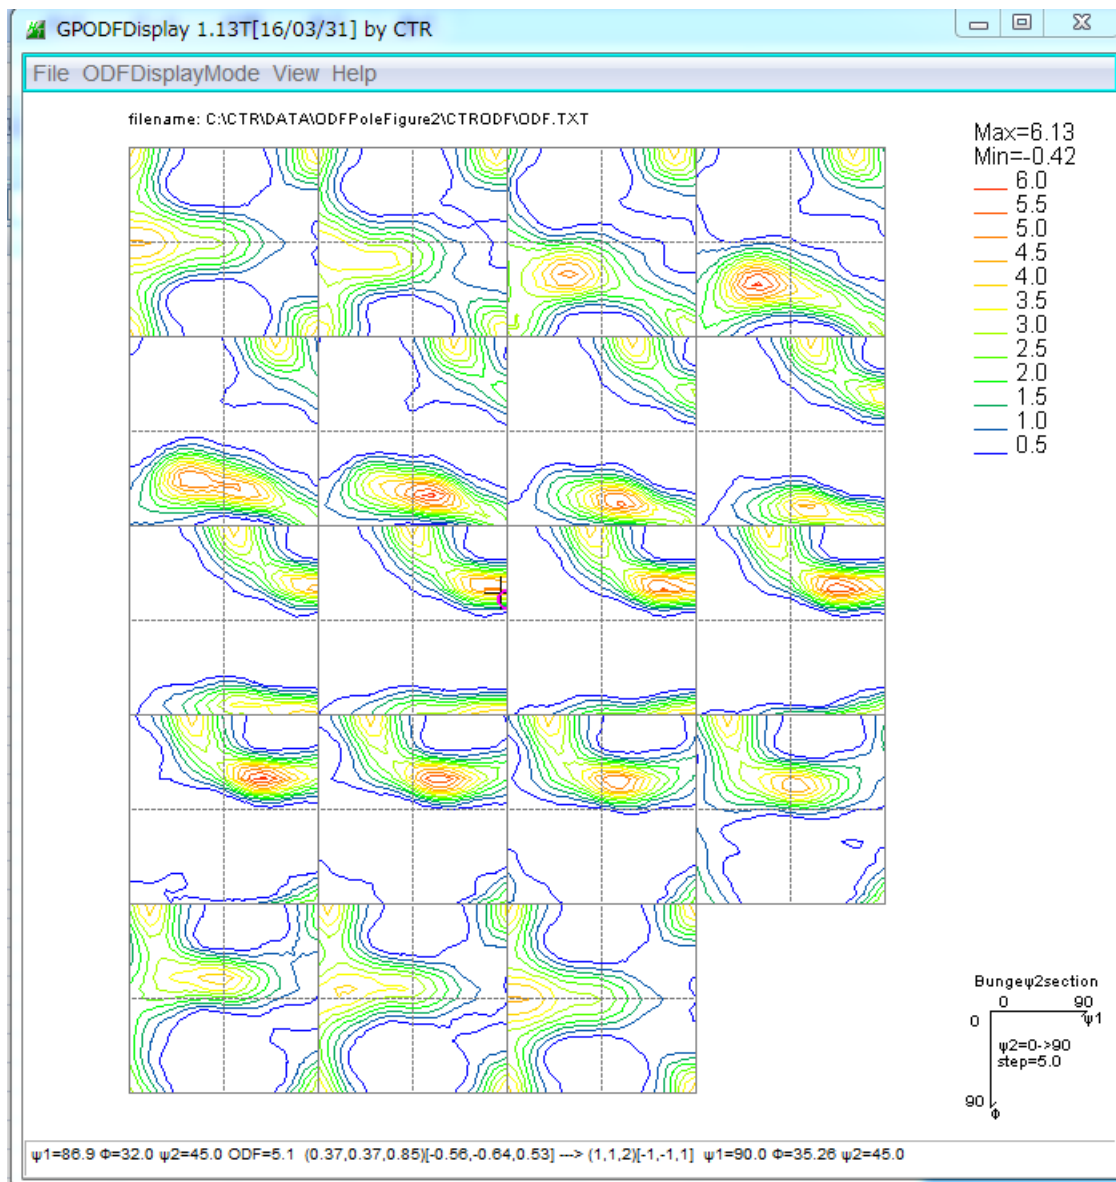 GPODFDisplay 1.13T[16/03/31] by CTR
File ODFDisplayMode View Help
filename: C:\CTR\DATA\ODFPoleFigure2\CTRODF\ODF.TXT
Max=6.13
Min=-0.42
6.0
5.5
5.0
4.5
4.0
3.5
3.0
2.5
2.0
1.5
1.0
0.5
Bungeψ2section
0 90
0 ψ1
ψ2=0->90
step=5.0
90
Φ
ψ1=86.9 Φ=32.0 ψ2=45.0 ODF=5.1 (0.37,0.37,0.85)[-0.56,-0.64,0.53] ---> (1,1,2)[-1,-1,1] ψ1=90.0 Φ=35.26 ψ2=45.0